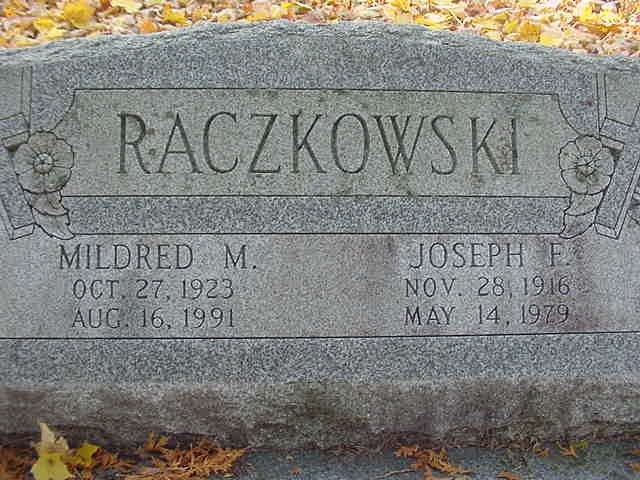 RACZKOWSKI
MILDRED M.
OCT. 27, 1923
AUG. 16, 1991
JOSEPH F.
NOV. 28, 1916
MAY 14, 1979